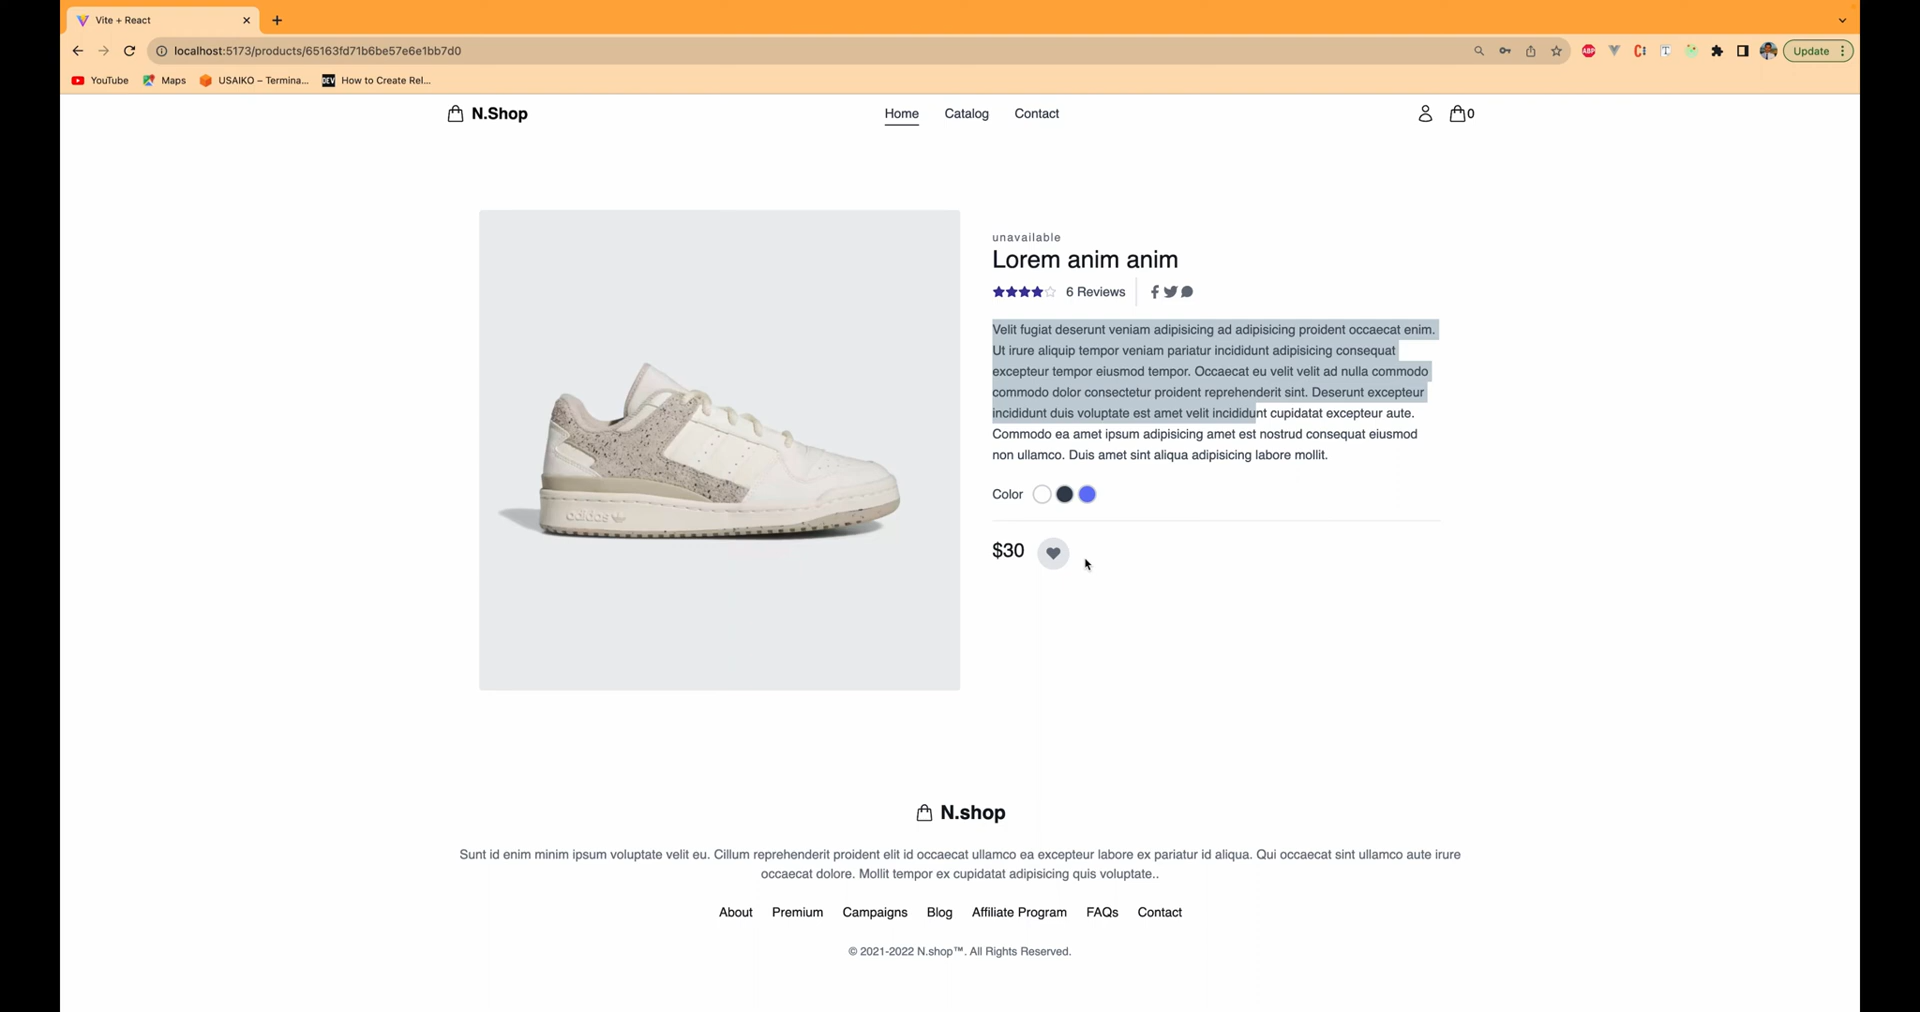 Vite + React
localhost:5173/products/65163fd71b6be57e6e1bb7d0
ABP
Update
YouTube
Maps
USAIKO – Termina...
DEV
How to Create Rel...
N.Shop
Home
Catalog
Contact
0
unavailable
Lorem anim anim
6 Reviews
Velit fugiat deserunt veniam adipisicing ad adipisicing proident occaecat enim.
Ut irure aliquip tempor veniam pariatur incididunt adipisicing consequat
excepteur tempor eiusmod tempor. Occaecat eu velit velit ad nulla commodo
commodo dolor consectetur proident reprehenderit sint. Deserunt excepteur
incididunt duis voluptate est amet velit incididunt cupidatat excepteur aute.
Commodo ea amet ipsum adipisicing amet est nostrud consequat eiusmod
non ullamco. Duis amet sint aliqua adipisicing labore mollit.
Color
adidas
$30
N.shop
Sunt id enim minim ipsum voluptate velit eu. Cillum reprehenderit proident elit id occaecat ullamco ea excepteur labore ex pariatur id aliqua. Qui occaecat sint ullamco aute irure
occaecat dolore. Mollit tempor ex cupidatat adipisicing quis voluptate..
About
Premium
Campaigns
Blog
Affiliate Program
FAQs
Contact
© 2021-2022 N.shop™. All Rights Reserved.